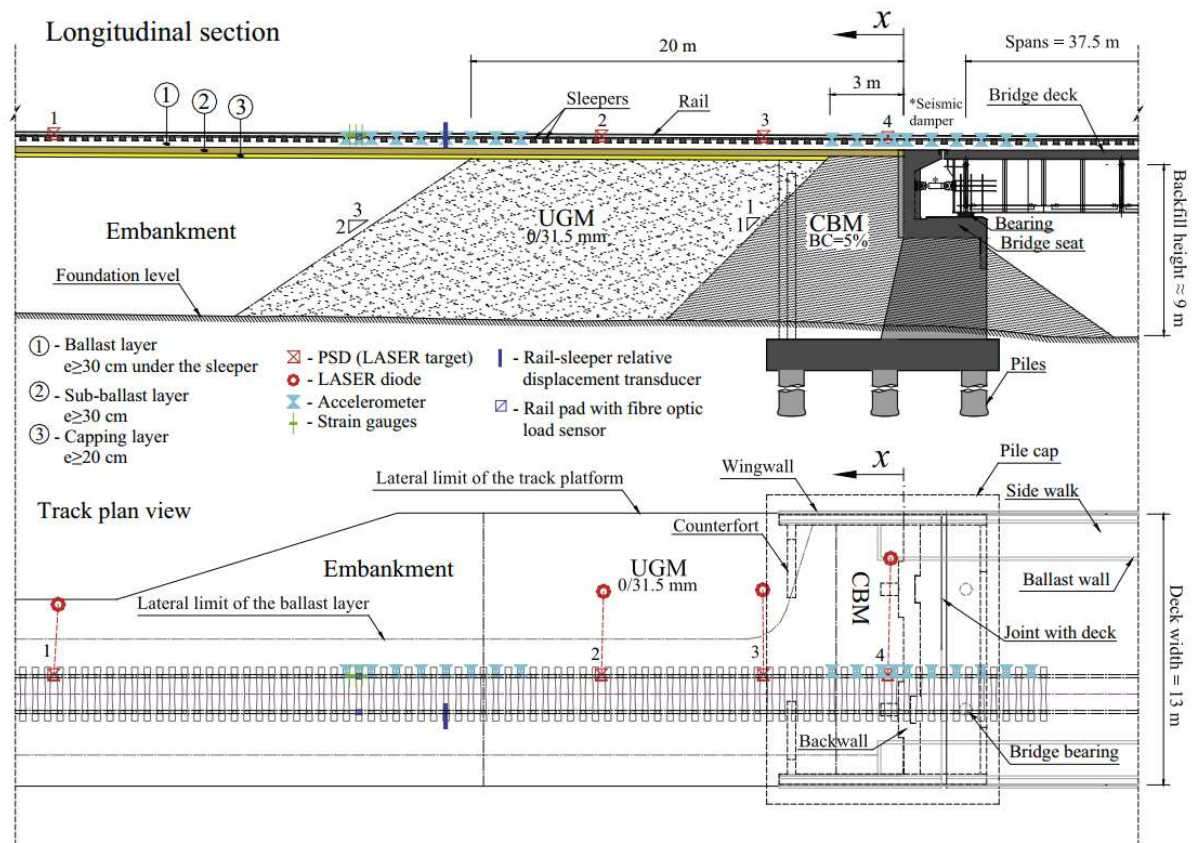 Longitudinal section
x
20 m
Spans = 37.5 m
3 m
*Seismic
damper
Bridge deck
1
2
3
Sleepers
Rail
1
2
3
4
*
Embankment
3
2
UGM
0/31.5 mm
1
1
CBM
BC=5%
Bearing
Bridge seat
Backfill height ≈ 9 m
Foundation level
Piles
1 - Ballast layer
e≥30 cm under the sleeper
2 - Sub-ballast layer
e≥30 cm
3 - Capping layer
e≥20 cm
- PSD (LASER target)
- LASER diode
- Accelerometer
- Strain gauges
- Rail-sleeper relative
displacement transducer
- Rail pad with fibre optic
load sensor
Track plan view
Lateral limit of the track platform
Wingwall
x
Pile cap
Side walk
Counterfort
Embankment
UGM
0/31.5 mm
CBM
Ballast wall
Lateral limit of the ballast layer
Joint with deck
Deck width = 13 m
1
2
3
4
Backwall
Bridge bearing